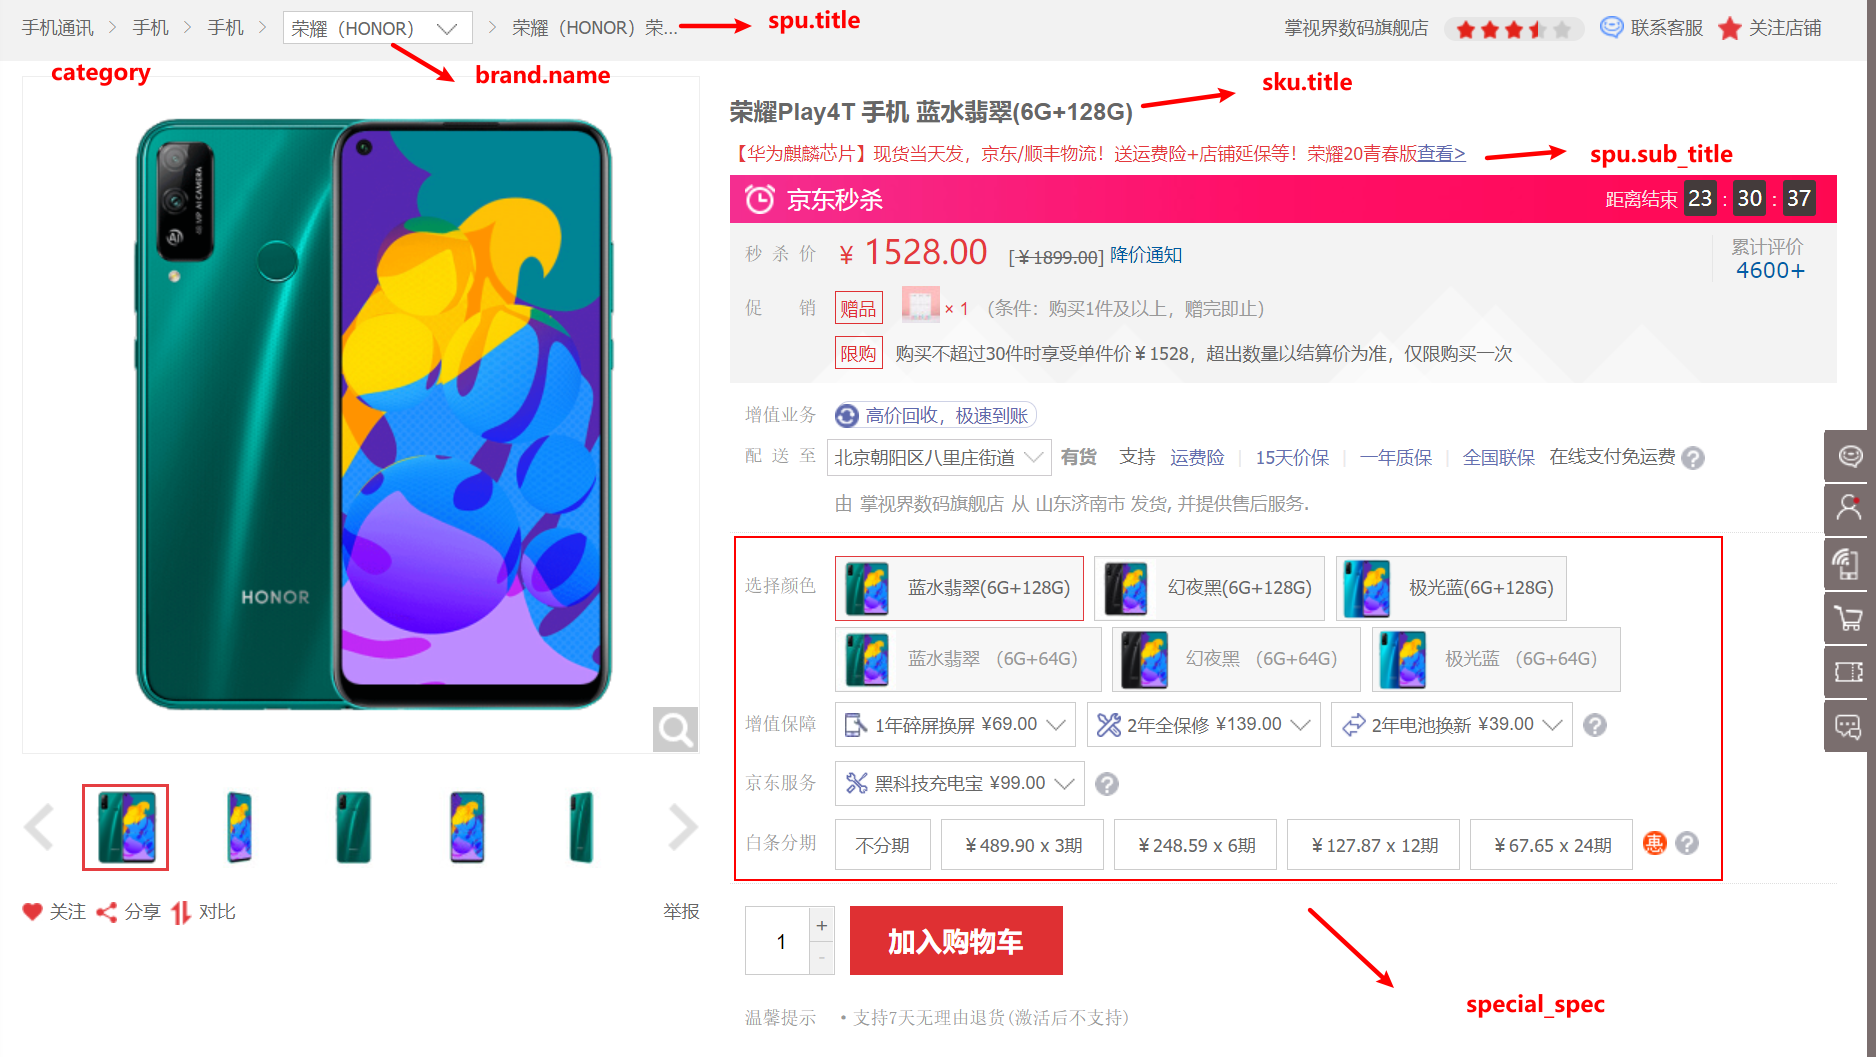 手机通讯 > 手机 > 手机 > 荣耀（HONOR） > 荣耀（HONOR）荣... spu.title
掌视界数码旗舰店 联系客服 关注店铺
category
brand.name
sku.title
荣耀Play4T 手机 蓝水翡翠(6G+128G)
【华为麒麟芯片】现货当天发，京东/顺丰物流！送运费险+店铺延保等！荣耀20青春版查看>
spu.sub_title
京东秒杀 距离结束 23 : 30 : 37
秒杀价 ￥ 1528.00 [￥1899.00] 降价通知
累计评价
4600+
促销 赠品 × 1 （条件：购买1件及以上，赠完即止）
限购 购买不超过30件时享受单件价￥1528，超出数量以结算价为准，仅限购买一次
增值业务 高价回收，极速到账
配送至 北京朝阳区八里庄街道 有货 支持 运费险 | 15天价保 | 一年质保 | 全国联保 在线支付免运费 ?
由 掌视界数码旗舰店 从 山东济南市 发货, 并提供售后服务.
选择颜色 蓝水翡翠(6G+128G) 幻夜黑(6G+128G) 极光蓝(6G+128G)
蓝水翡翠 （6G+64G) 幻夜黑 （6G+64G) 极光蓝 （6G+64G)
增值保障 1年碎屏换屏 ¥69.00 2年全保修 ¥139.00 2年电池换新 ¥39.00 ?
京东服务 黑科技充电宝 ¥99.00 ?
白条分期 不分期 ￥489.90 x 3期 ￥248.59 x 6期 ￥127.87 x 12期 ￥67.65 x 24期 惠 ?
48 MP AI CAMERA
AI
HONOR
关注 分享 对比 举报
1 + - 加入购物车
special_spec
温馨提示 • 支持7天无理由退货(激活后不支持)